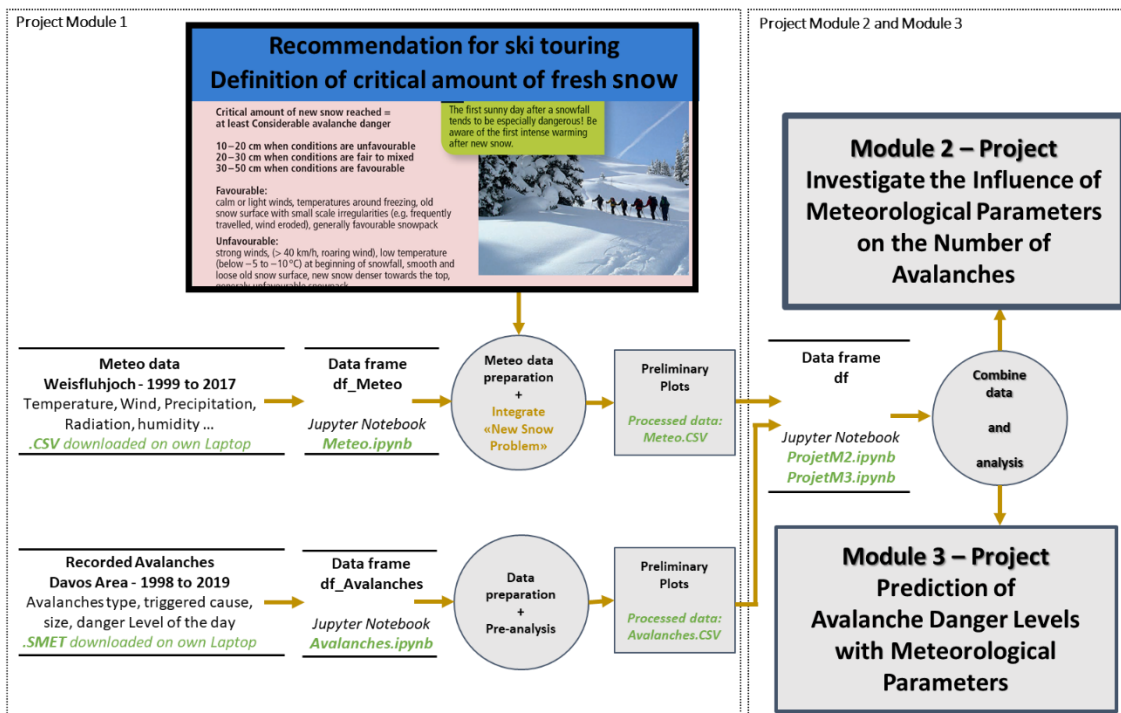 Project Module 1
Project Module 2 and Module 3
Recommendation for ski touring
Definition of critical amount of fresh snow
Critical amount of new snow reached =
at least Considerable avalanche danger
10–20 cm when conditions are unfavourable
20–30 cm when conditions are fair to mixed
30–50 cm when conditions are favourable
Favourable:
calm or light winds, temperatures around freezing, old
snow surface with small scale irregularities (e.g. frequently
travelled, wind eroded), generally favourable snowpack
Unfavourable:
strong winds, (> 40 km/h, roaring wind), low temperature
(below –5 to –10 °C) at beginning of snowfall, smooth and
loose old snow surface, new snow denser towards the top,
The first sunny day after a snowfall
tends to be especially dangerous! Be
aware of the first intense warming
after new snow.
Meteo data
Weisfluhjoch - 1999 to 2017
Temperature, Wind, Precipitation,
Radiation, humidity ...
.CSV downloaded on own Laptop
Data frame
df_Meteo
Jupyter Notebook
Meteo.ipynb
Meteo data
preparation
+
Integrate
«New Snow
Problem»
Preliminary
Plots
Processed data:
Meteo.CSV
Recorded Avalanches
Davos Area - 1998 to 2019
Avalanches type, triggered cause,
size, danger Level of the day
.SMET downloaded on own Laptop
Data frame
df_Avalanches
Jupyter Notebook
Avalanches.ipynb
Data
preparation
+
Pre-analysis
Preliminary
Plots
Processed data:
Avalanches.CSV
Module 2 – Project
Investigate the Influence of
Meteorological Parameters
on the Number of
Avalanches
Data frame
df
Jupyter Notebook
ProjetM2.ipynb
ProjetM3.ipynb
Combine
data
and
analysis
Module 3 – Project
Prediction of
Avalanche Danger Levels
with Meteorological
Parameters